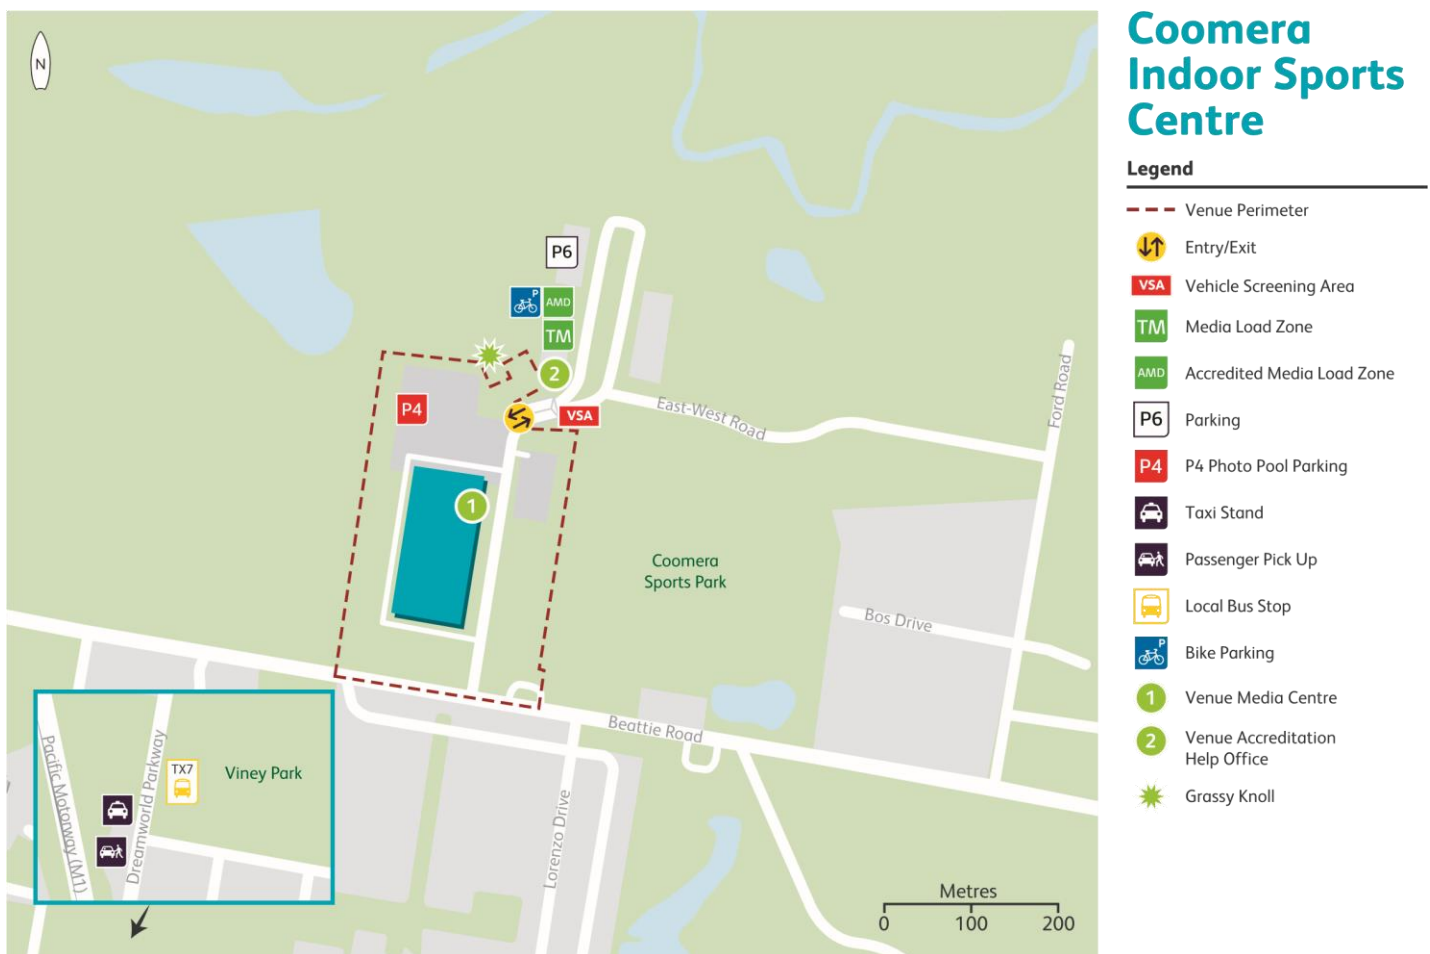 Coomera
Indoor Sports
Centre
Legend
Venue Perimeter
Entry/Exit
VSA Vehicle Screening Area
TM Media Load Zone
AMD Accredited Media Load Zone
P6 Parking
P4 P4 Photo Pool Parking
Taxi Stand
Passenger Pick Up
Local Bus Stop
P Bike Parking
1 Venue Media Centre
2 Venue Accreditation
Help Office
Grassy Knoll
N
P6
P
AMD
TM
2
P4
VSA
East-West Road
Ford Road
1
Coomera
Sports Park
Bos Drive
Beattie Road
Lorenzo Drive
Pacific Motorway (M1)
Dreamworld Parkway
TX7
Viney Park
Metres
0 100 200